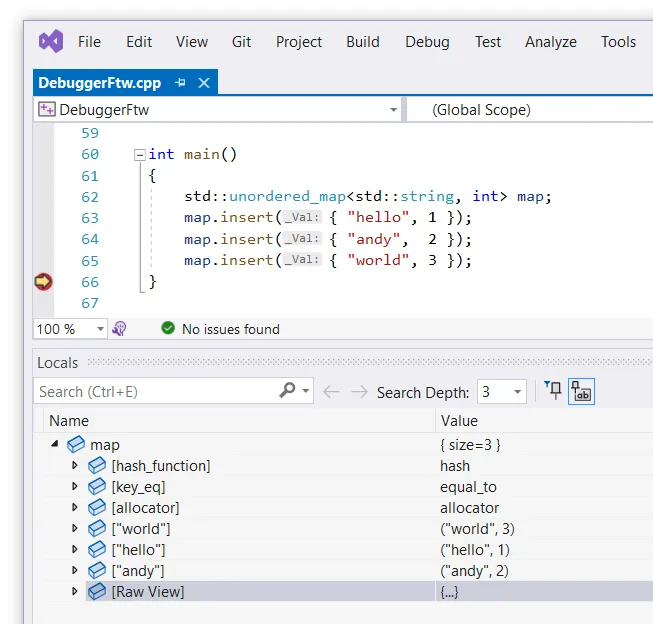 File Edit View Git Project Build Debug Test Analyze Tools
DebuggerFtw.cpp
DebuggerFtw (Global Scope)
59
60 int main()
61 {
62 std::unordered_map<std::string, int> map;
63 map.insert(_Val: { "hello", 1 });
64 map.insert(_Val: { "andy", 2 });
65 map.insert(_Val: { "world", 3 });
66 }
67
100 % No issues found
Locals
Search (Ctrl+E) Search Depth: 3 ab
Name Value
map { size=3 }
[hash_function] hash
[key_eq] equal_to
[allocator] allocator
["world"] ("world", 3)
["hello"] ("hello", 1)
["andy"] ("andy", 2)
[Raw View] {...}